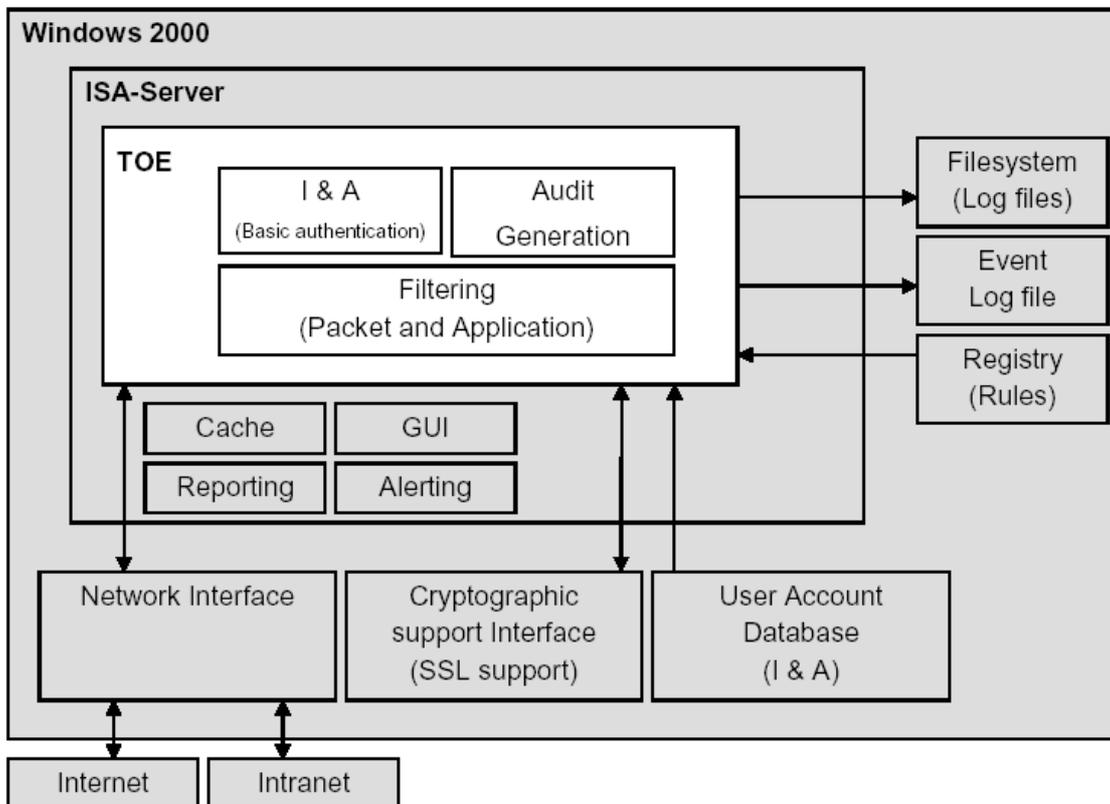 Windows 2000
ISA-Server
TOE
I & A
(Basic authentication)
Audit
Generation
Filtering
(Packet and Application)
Filesystem
(Log files)
Event
Log file
Registry
(Rules)
Cache
GUI
Reporting
Alerting
Network Interface
Cryptographic
support Interface
(SSL support)
User Account
Database
(I & A)
Internet
Intranet